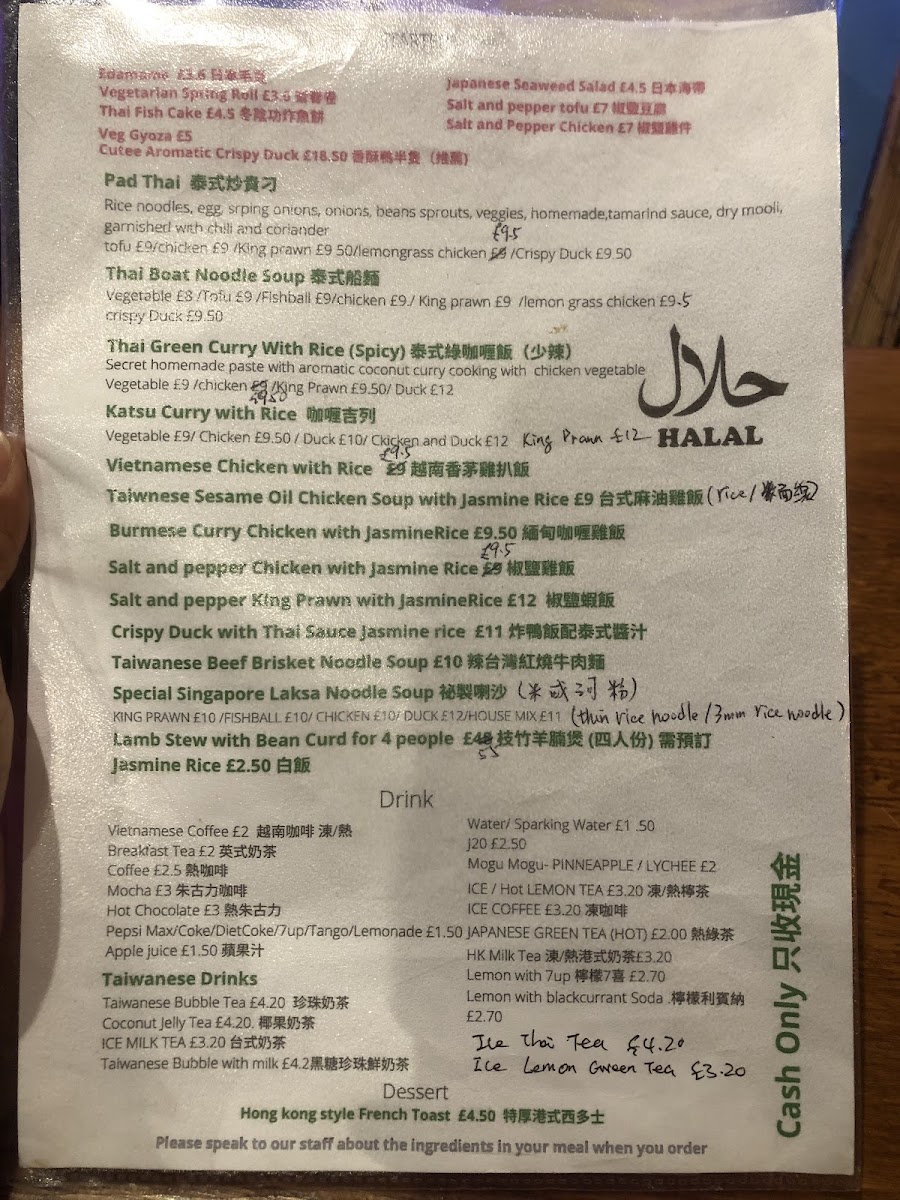 Edamame £3.6 日本毛豆
Vegetarian Spring Roll £3.6 齋春卷
Thai Fish Cake £4.5 冬陰功炸魚餅
Veg Gyoza £5
Cutee Aromatic Crispy Duck £18.50 香酥鴨半隻 (推薦)
Japanese Seaweed Salad £4.5 日本海帶
Salt and pepper tofu £7 椒鹽豆腐
Salt and Pepper Chicken £7 椒鹽雞件
Pad Thai 泰式炒貴刁
Rice noodles, egg, srping onions, onions, beans sprouts, veggies, homemade,tamarind sauce, dry mooli,
garnished with chili and coriander
£9.5
tofu £9/chicken £9 /King prawn £9 50/lemongrass chicken £9 /Crispy Duck £9.50
Thai Boat Noodle Soup 泰式船麵
Vegetable £8 /Tofu £9 /Fishball £9/chicken £9./ King prawn £9 /lemon grass chicken £9.5
crispy Duck £9.50
Thai Green Curry With Rice (Spicy) 泰式綠咖喱飯 (少辣)
Secret homemade paste with aromatic coconut curry cooking with chicken vegetable
Vegetable £9 /chicken £9 /King Prawn £9.50/ Duck £12
£9.50
حلال
HALAL
Katsu Curry with Rice 咖喱吉列
Vegetable £9/ Chicken £9.50 / Duck £10/ Ckicken and Duck £12 King Prawn £12
£9.5
Vietnamese Chicken with Rice £9 越南香茅雞扒飯
Taiwnese Sesame Oil Chicken Soup with Jasmine Rice £9 台式麻油雞飯 (rice/ 面線)
Burmese Curry Chicken with JasmineRice £9.50 緬甸咖喱雞飯
£9.5
Salt and pepper Chicken with Jasmine Rice £9 椒鹽雞飯
Salt and pepper King Prawn with JasmineRice £12 椒鹽蝦飯
Crispy Duck with Thai Sauce Jasmine rice £11 炸鴨飯配泰式醬汁
Taiwanese Beef Brisket Noodle Soup £10 辣台灣紅燒牛肉麵
Special Singapore Laksa Noodle Soup 祕製喇沙 (米或河粉)
KING PRAWN £10 /FISHBALL £10/ CHICKEN £10/ DUCK £12/HOUSE MIX £11 (thin rice noodle /3mm rice noodle)
Lamb Stew with Bean Curd for 4 people £48 枝竹羊腩煲 (四人份) 需預訂
55
Jasmine Rice £2.50 白飯
Drink
Vietnamese Coffee £2 越南咖啡 凍/熱
Breakfast Tea £2 英式奶茶
Coffee £2.5 熱咖啡
Mocha £3 朱古力咖啡
Hot Chocolate £3 熱朱古力
Pepsi Max/Coke/DietCoke/7up/Tango/Lemonade £1.50
Apple juice £1.50 蘋果汁
Taiwanese Drinks
Taiwanese Bubble Tea £4.20 珍珠奶茶
Coconut Jelly Tea £4.20. 椰果奶茶
ICE MILK TEA £3.20 台式奶茶
Taiwanese Bubble with milk £4.2黑糖珍珠鮮奶茶
Water/ Sparking Water £1 .50
J20 £2.50
Mogu Mogu- PINNEAPPLE / LYCHEE £2
ICE / Hot LEMON TEA £3.20 凍/熱檸茶
ICE COFFEE £3.20 凍咖啡
JAPANESE GREEN TEA (HOT) £2.00 熱綠茶
HK Milk Tea 凍/熱港式奶茶£3.20
Lemon with 7up 檸檬7喜 £2.70
Lemon with blackcurrant Soda .檸檬利賓納
£2.70
Ice Thai Tea £4.20
Ice Lemon Green Tea £3.20
Cash Only 只收現金
Dessert
Hong kong style French Toast £4.50 特厚港式西多士
Please speak to our staff about the ingredients in your meal when you order